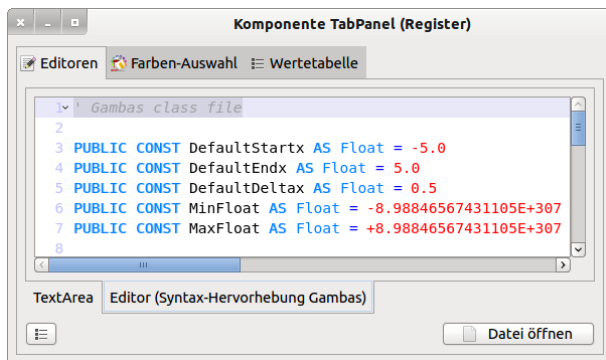 Komponente TabPanel (Register)
Editoren Farben-Auswahl Wertetabelle
1 ' Gambas class file
2
3 PUBLIC CONST DefaultStartx AS Float = -5.0
4 PUBLIC CONST DefaultEndx AS Float = 5.0
5 PUBLIC CONST DefaultDeltax AS Float = 0.5
6 PUBLIC CONST MinFloat AS Float = -8.98846567431105E+307
7 PUBLIC CONST MaxFloat AS Float = +8.98846567431105E+307
8
TextArea Editor (Syntax-Hervorhebung Gambas)
Datei öffnen